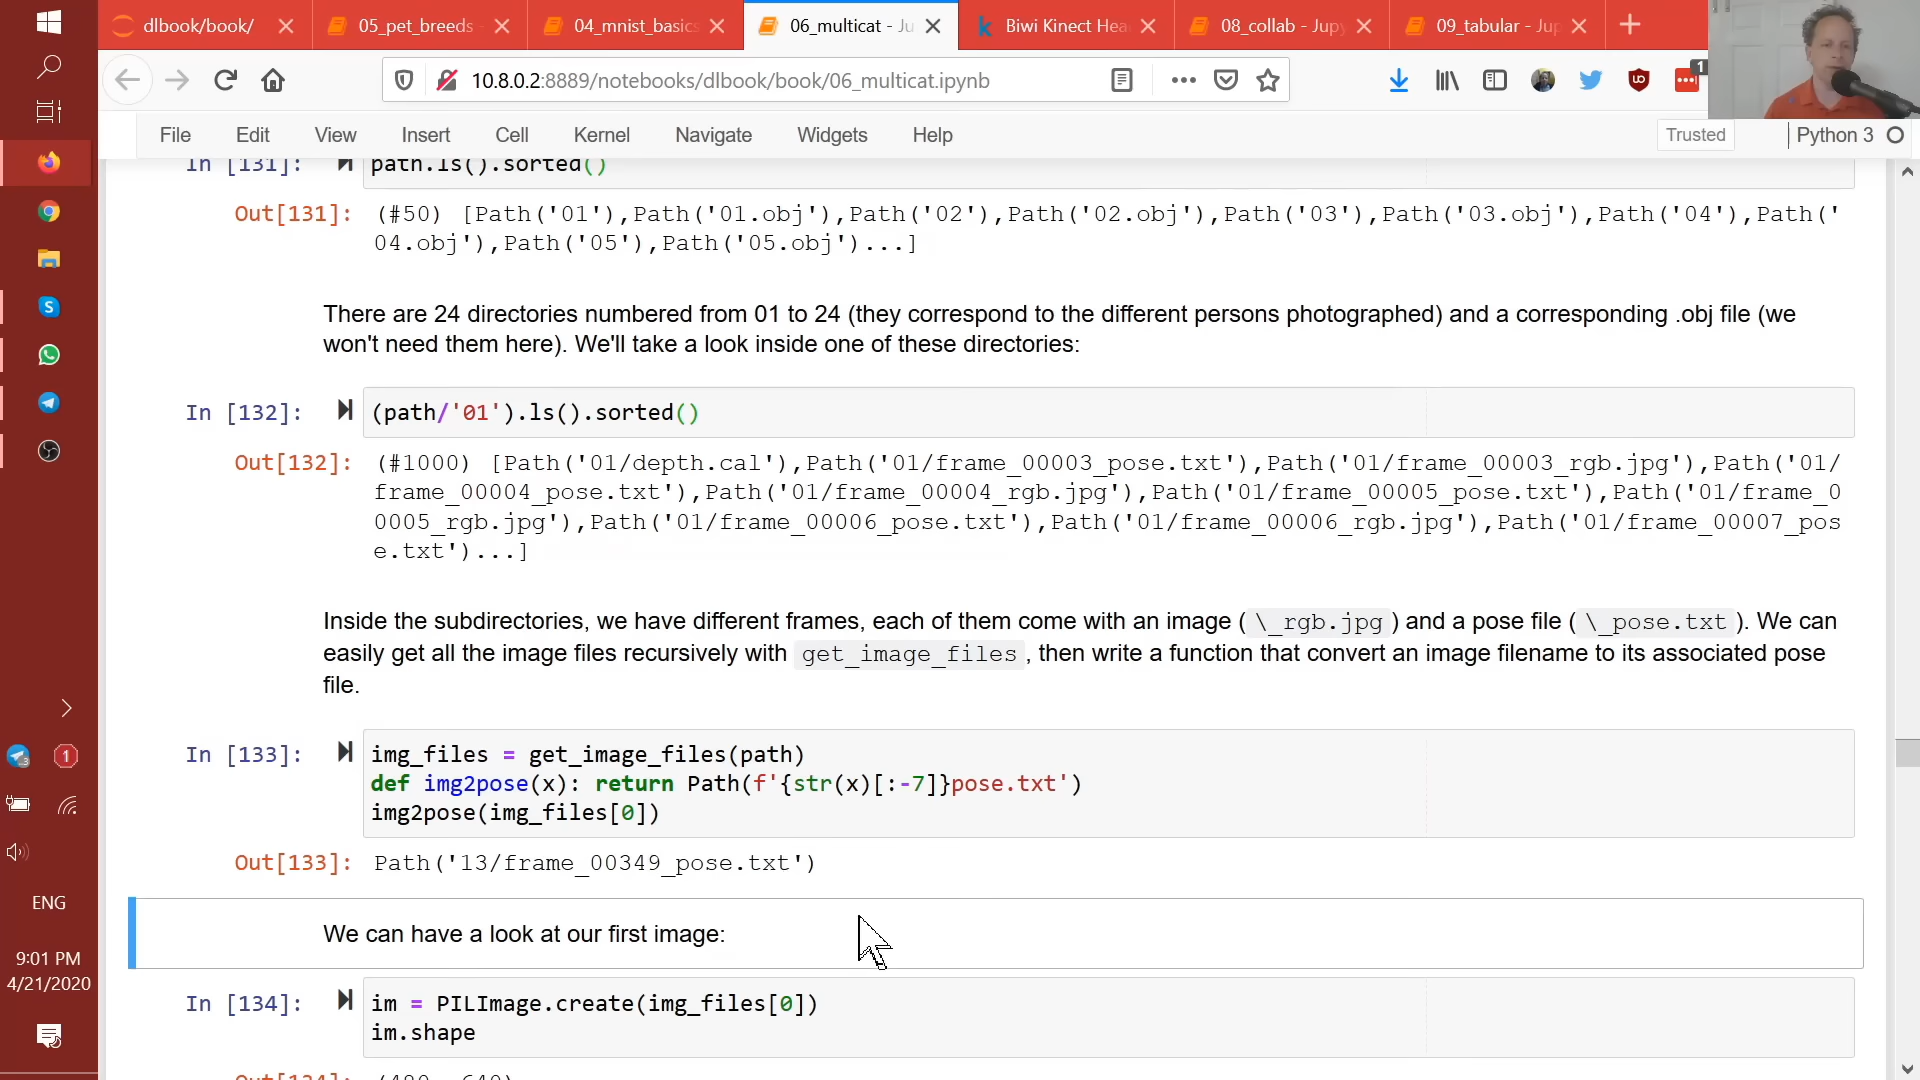 dlbook/book/
05_pet_breeds
04_mnist_basics
06_multicat - Ju
Biwi Kinect Hea
08_collab - Jupy
09_tabular - Jup
10.8.0.2:8889/notebooks/dlbook/book/06_multicat.ipynb
1
File Edit View Insert Cell Kernel Navigate Widgets Help
Trusted
Python 3
In [131]: path.ls().sorted()
Out[131]: (#50) [Path('01'),Path('01.obj'),Path('02'),Path('02.obj'),Path('03'),Path('03.obj'),Path('04'),Path('
04.obj'),Path('05'),Path('05.obj')...]
There are 24 directories numbered from 01 to 24 (they correspond to the different persons photographed) and a corresponding .obj file (we
won't need them here). We'll take a look inside one of these directories:
In [132]: (path/'01').ls().sorted()
Out[132]: (#1000) [Path('01/depth.cal'),Path('01/frame_00003_pose.txt'),Path('01/frame_00003_rgb.jpg'),Path('01/
frame_00004_pose.txt'),Path('01/frame_00004_rgb.jpg'),Path('01/frame_00005_pose.txt'),Path('01/frame_0
0005_rgb.jpg'),Path('01/frame_00006_pose.txt'),Path('01/frame_00006_rgb.jpg'),Path('01/frame_00007_pos
e.txt')...]
Inside the subdirectories, we have different frames, each of them come with an image (\_rgb.jpg) and a pose file (\_pose.txt). We can
easily get all the image files recursively with get_image_files, then write a function that convert an image filename to its associated pose
file.
In [133]: img_files = get_image_files(path)
def img2pose(x): return Path(f'{str(x)[:-7]}pose.txt')
img2pose(img_files[0])
Out[133]: Path('13/frame_00349_pose.txt')
We can have a look at our first image:
In [134]: im = PILImage.create(img_files[0])
im.shape
Out[134]: (480, 640)
1
ENG
9:01 PM
4/21/2020